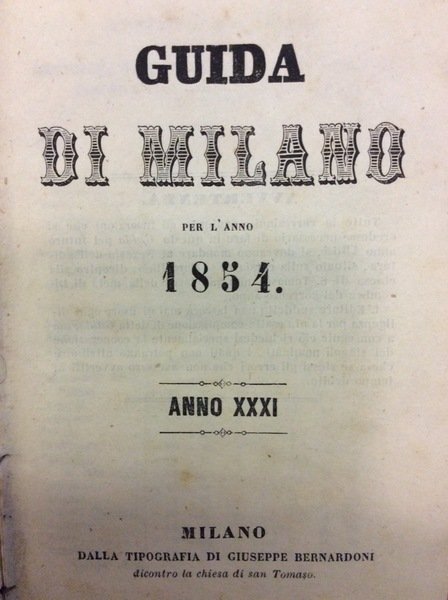 GUIDA
DI MILANO
PER L'ANNO
1854.
ANNO XXXI
MILANO
DALLA TIPOGRAFIA DI GIUSEPPE BERNARDONI
dicontro la chiesa di san Tomaso.